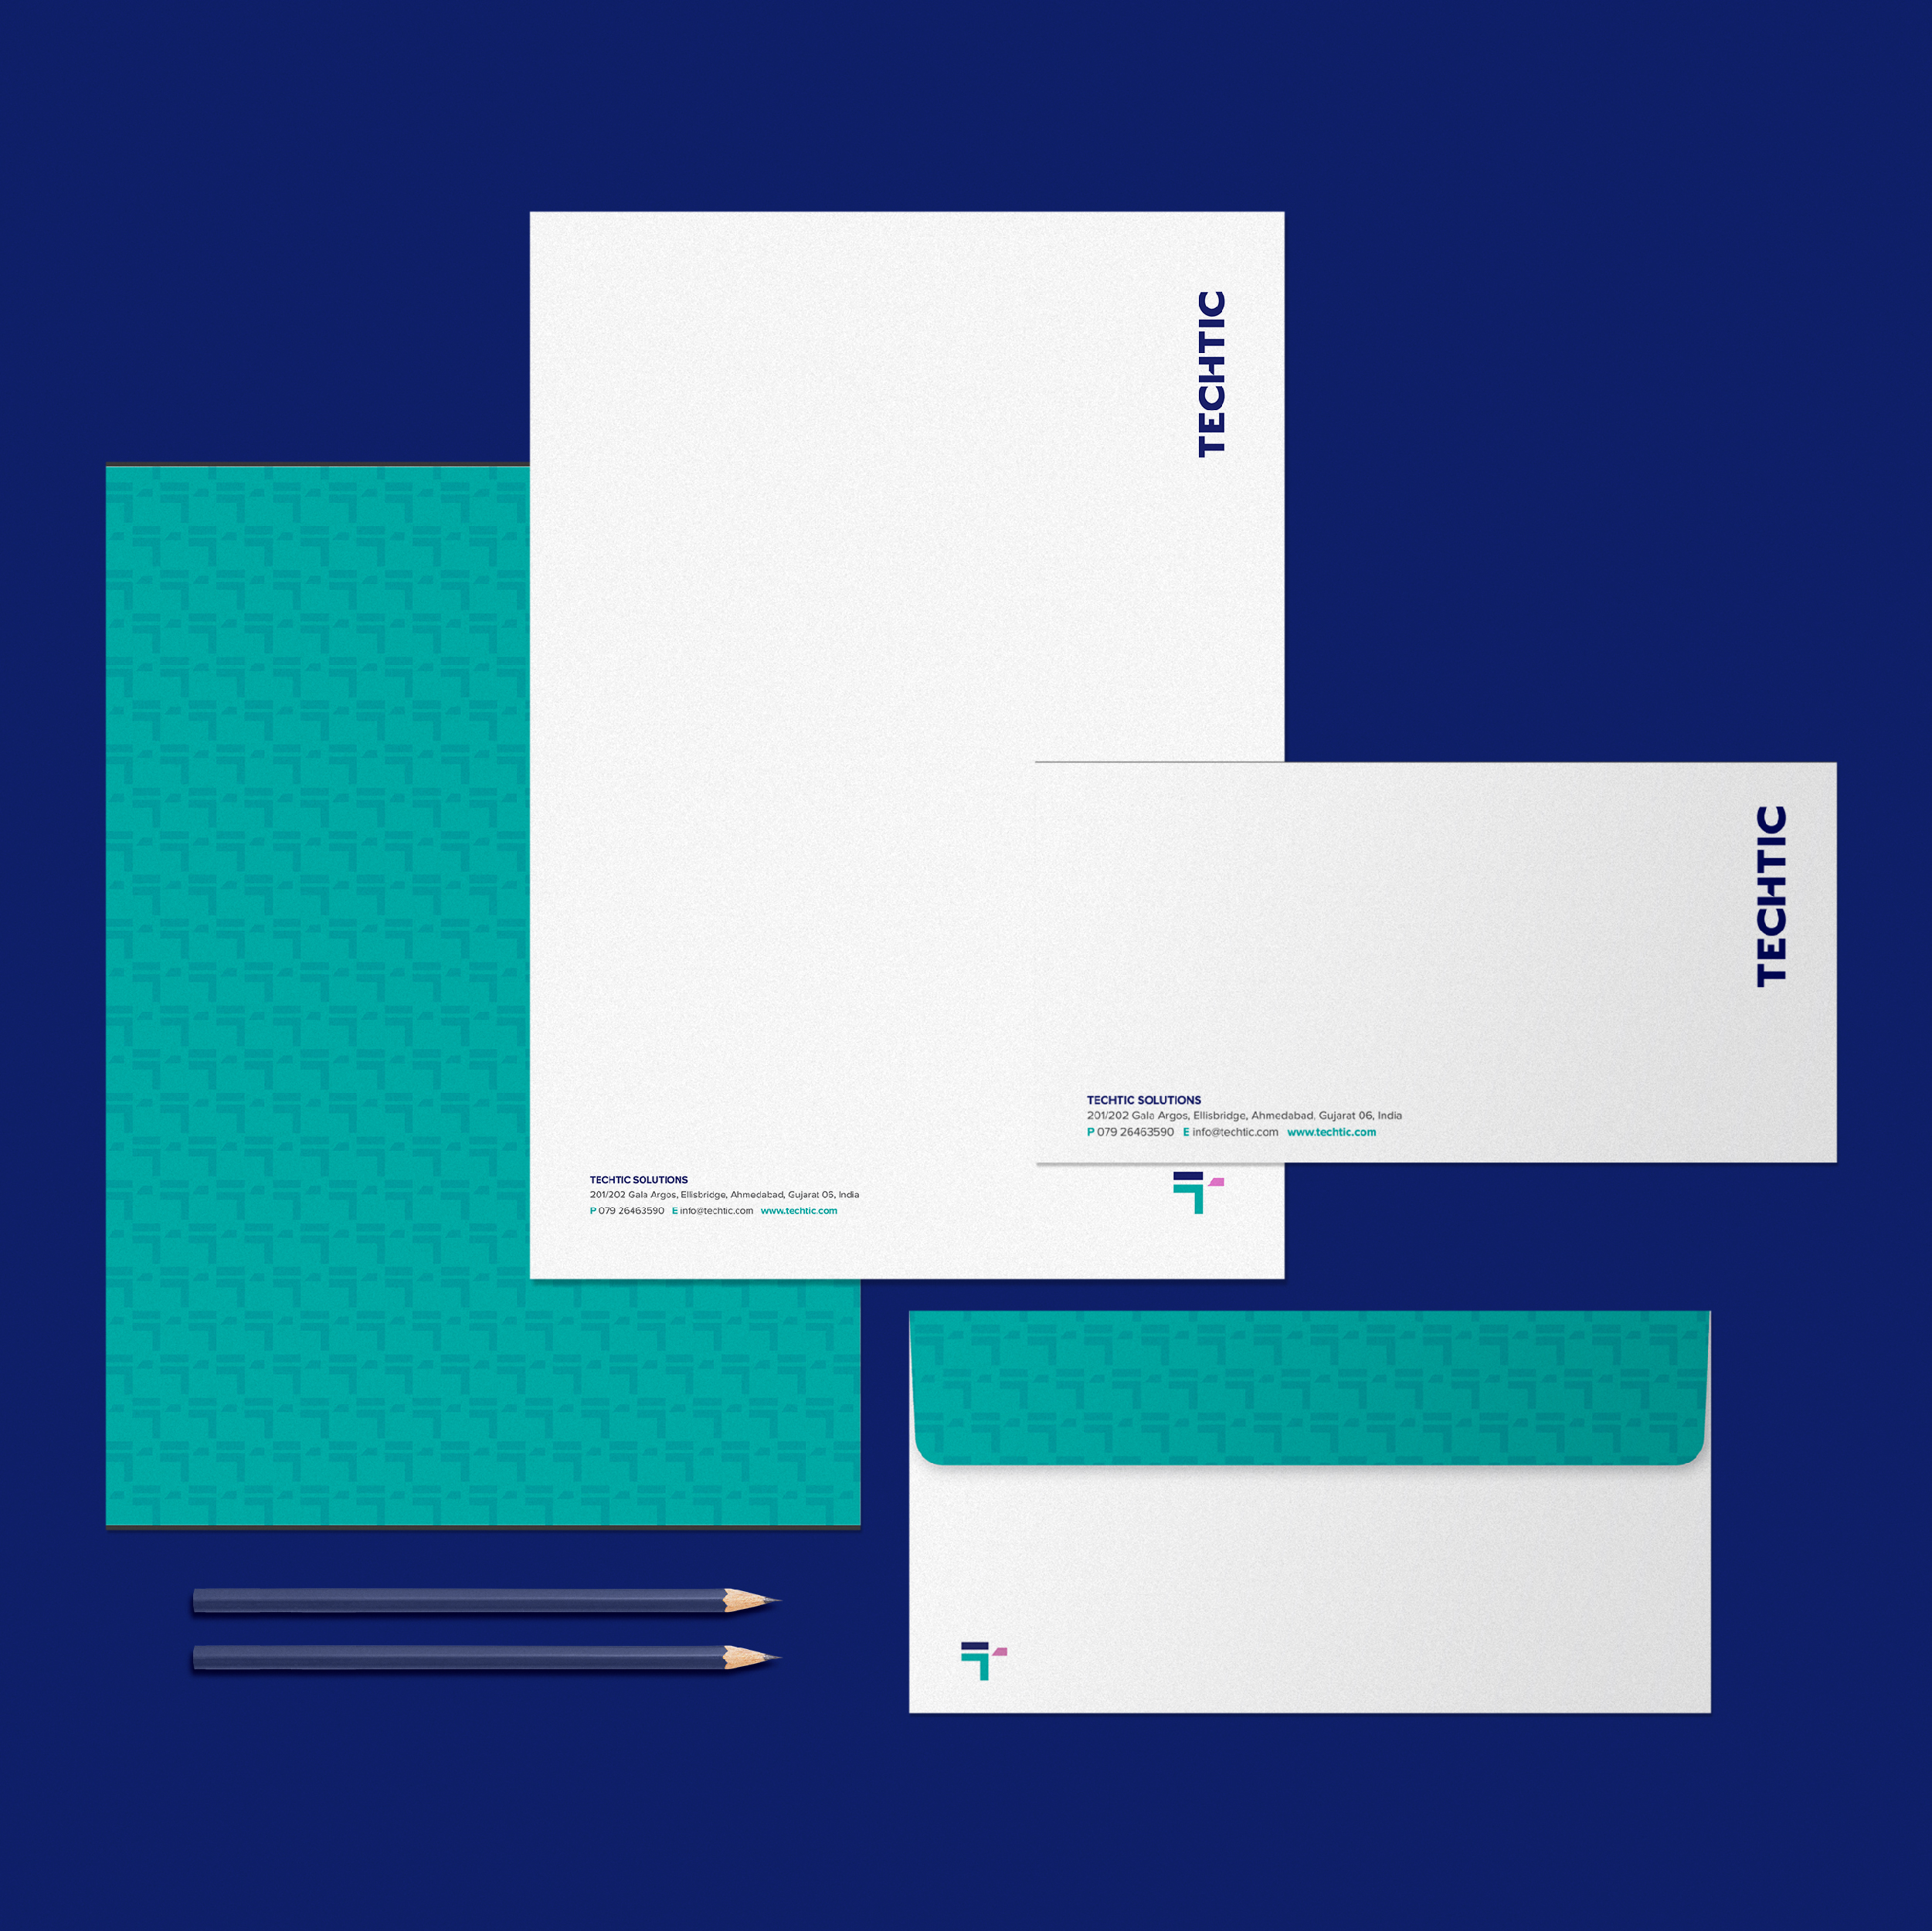 TECHTIC
TECHTIC SOLUTIONS
201/202 Gala Argos, Ellisbridge, Ahmedabad, Gujarat 06, India
P 079 26463590 E info@techtic.com www.techtic.com
TECHTIC
TECHTIC SOLUTIONS
201/202 Gala Argos, Ellisbridge, Ahmedabad. Gujarat 06, India
P 079 26463590 E info@techtic.com www.techtic.com